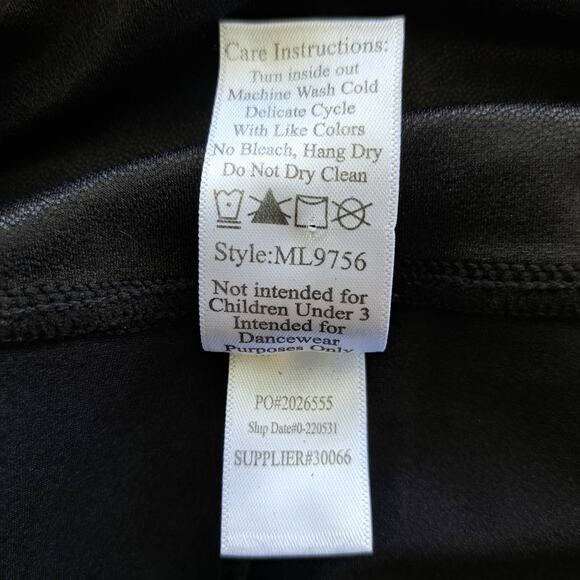 Care Instructions:
Turn inside out
Machine Wash Cold
Delicate Cycle
With Like Colors
No Bleach, Hang Dry
Do Not Dry Clean
Style:ML9756
Not intended for
Children Under 3
Intended for
Dancewear
Purposes Only
PO#2026555
Ship Date#0-220531
SUPPLIER#30066